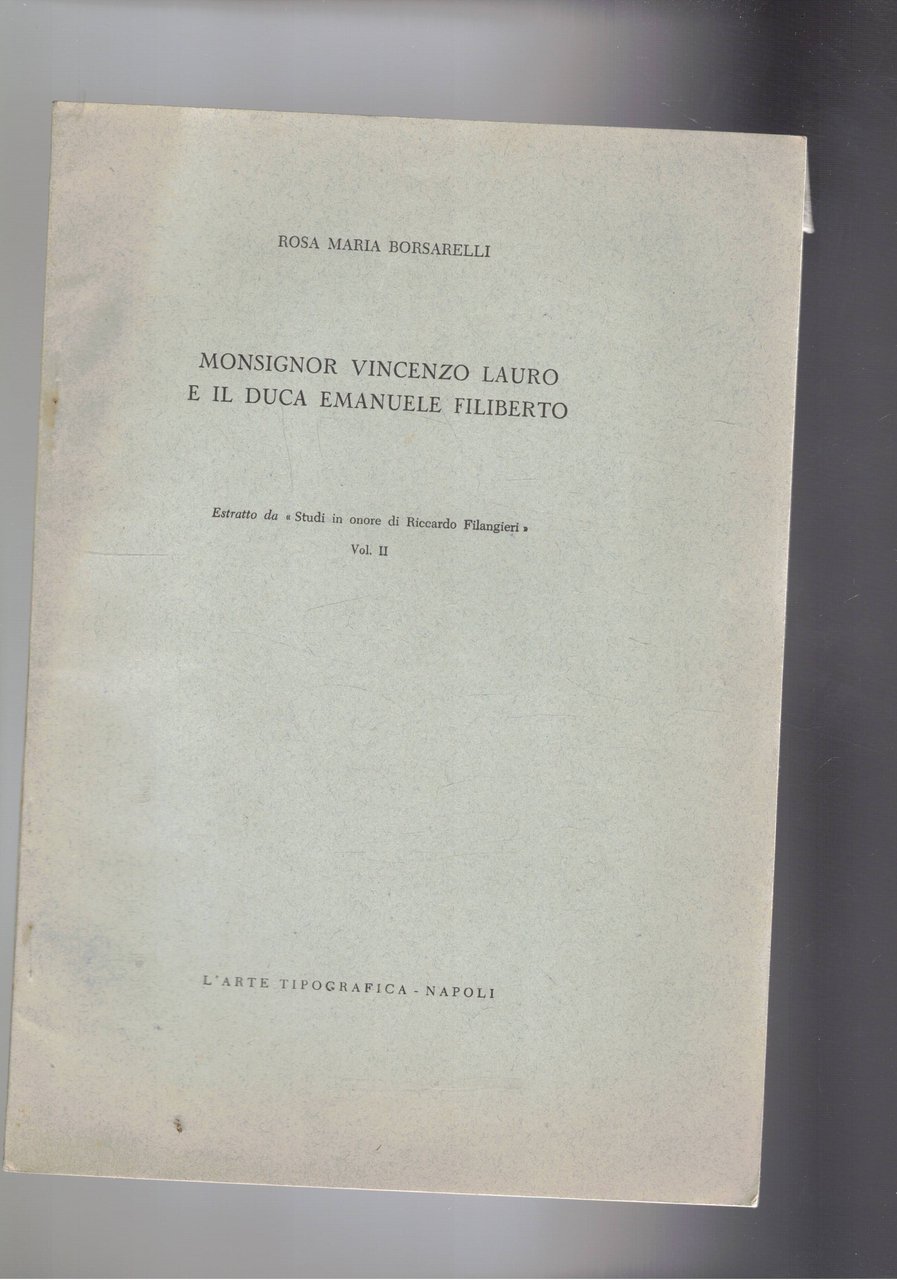 ROSA MARIA BORSARELLI
MONSIGNOR VINCENZO LAURO
E IL DUCA EMANUELE FILIBERTO
Estratto da « Studi in onore di Riccardo Filangieri »
Vol. II
L'ARTE TIPOGRAFICA - NAPOLI